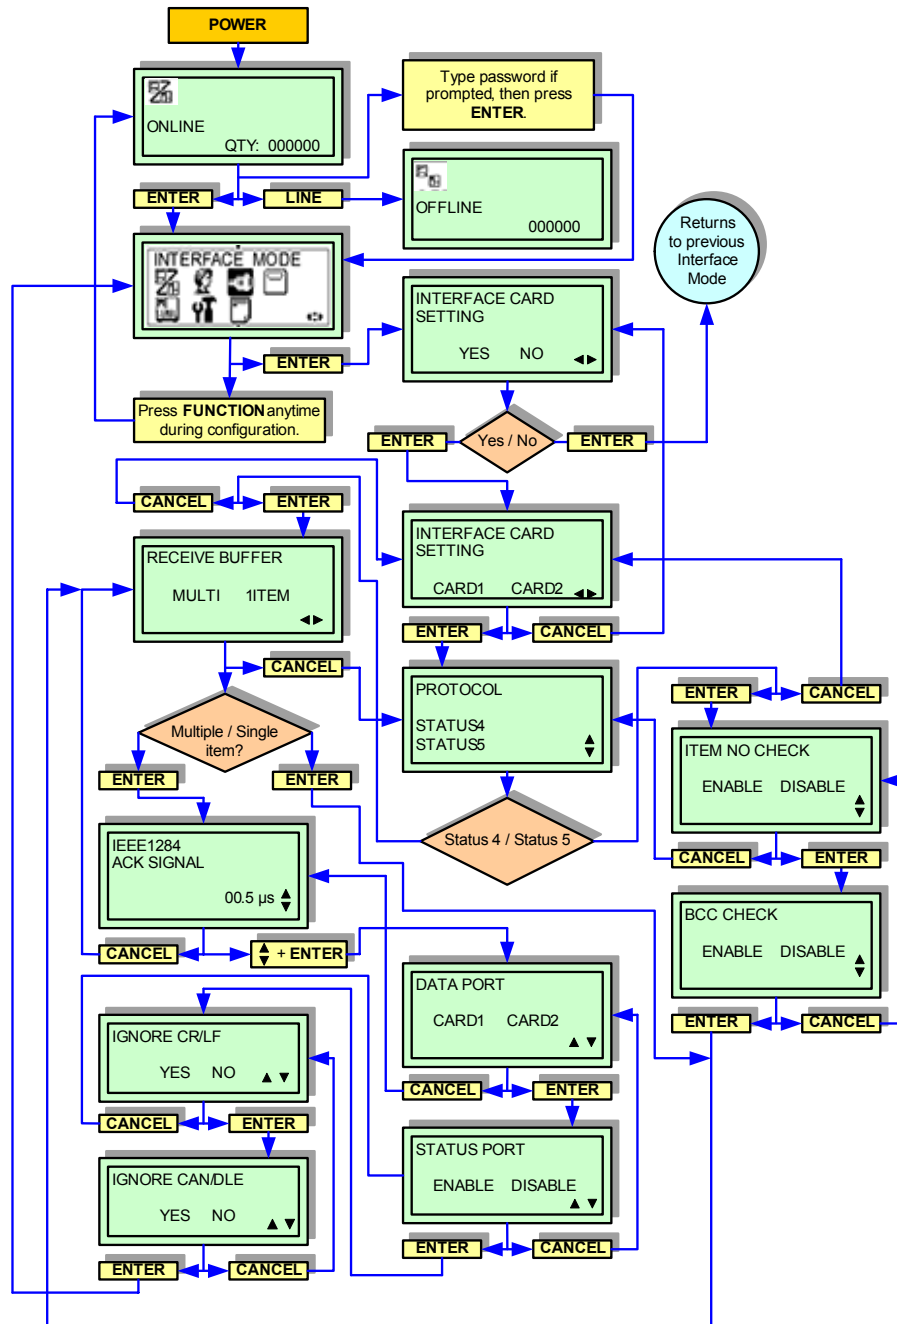 POWER
ONLINE
QTY: 000000
Type password if
prompted, then press
ENTER.
ENTER
LINE
OFFLINE
000000
Returns
to previous
Interface
Mode
INTERFACE MODE
INTERFACE CARD
SETTING
YES NO
ENTER
Press FUNCTION anytime
during configuration.
ENTER
Yes / No
ENTER
CANCEL
ENTER
INTERFACE CARD
SETTING
CARD1 CARD2
RECEIVE BUFFER
MULTI 1ITEM
ENTER
CANCEL
CANCEL
PROTOCOL
STATUS4
STATUS5
ENTER
CANCEL
Multiple / Single
item?
ITEM NO CHECK
ENABLE DISABLE
ENTER
ENTER
IEEE1284
ACK SIGNAL
00.5 µs
Status 4 / Status 5
CANCEL
ENTER
CANCEL
+ ENTER
BCC CHECK
ENABLE DISABLE
DATA PORT
CARD1 CARD2
ENTER
CANCEL
IGNORE CR/LF
YES NO
CANCEL
ENTER
CANCEL
ENTER
STATUS PORT
ENABLE DISABLE
IGNORE CAN/DLE
YES NO
ENTER
CANCEL
ENTER
CANCEL